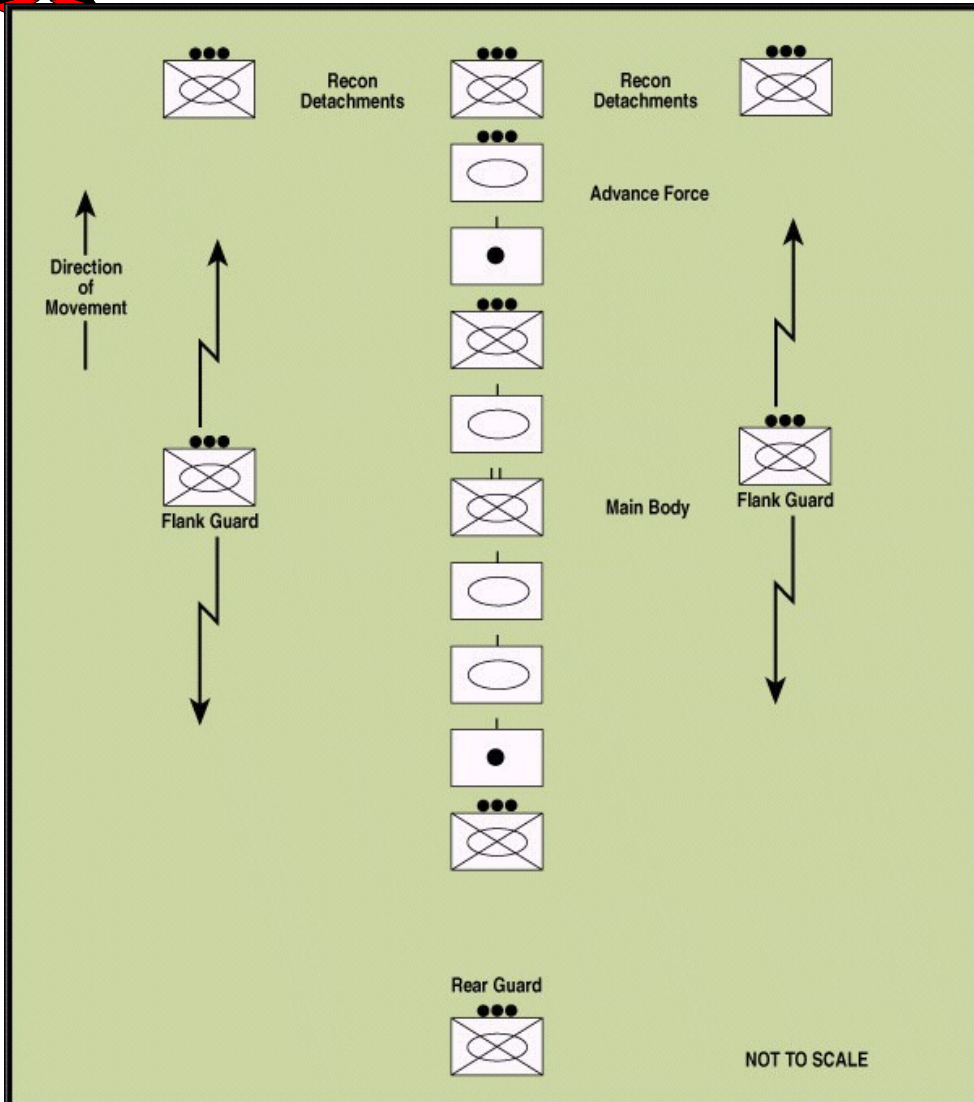 Recon
Detachments
Recon
Detachments
Advance Force
Direction
of
Movement
Flank Guard
Main Body
Flank Guard
Rear Guard
NOT TO SCALE